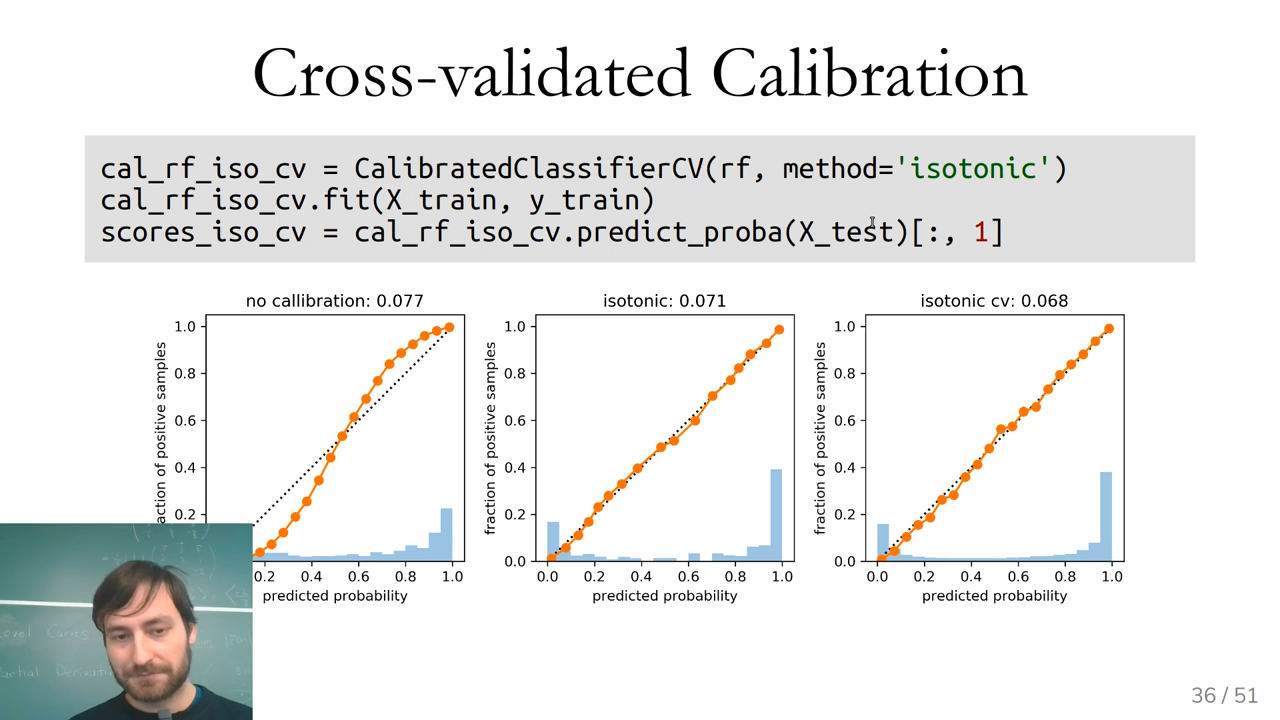 Cross-validated Calibration
cal_rf_iso_cv = CalibratedClassifierCV(rf, method='isotonic')
cal_rf_iso_cv.fit(X_train, y_train)
scores_iso_cv = cal_rf_iso_cv.predict_proba(X_test)[:, 1]
no callibration: 0.077
1.0
0.8
0.6
0.4
0.2
action of positive samples
0.2 0.4 0.6 0.8 1.0
predicted probability
isotonic: 0.071
1.0
0.8
0.6
0.4
0.2
0.0
fraction of positive samples
0.0 0.2 0.4 0.6 0.8 1.0
predicted probability
isotonic cv: 0.068
1.0
0.8
0.6
0.4
0.2
0.0
fraction of positive samples
0.0 0.2 0.4 0.6 0.8 1.0
predicted probability
evel Curves
rtial Deriva
36 / 51